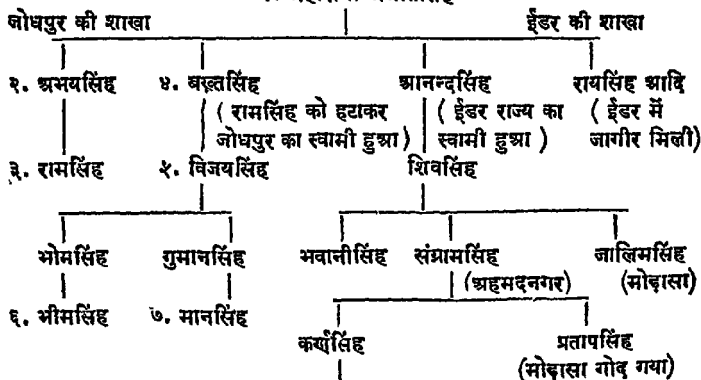 जोधपुर की शाखा ईडर की शाखा
२. अभयसिंह ४. बख़्तसिंह आनन्दसिंह रायसिंह आदि
( रामसिंह को हटाकर ( ईडर राज्य का ( ईडर में
जोधपुर का स्वामी हुआ ) स्वामी हुआ ) जागीर मिली)
३. रामसिंह ५. विजयसिंह शिवसिंह
भोमसिंह गुमानसिंह भवानीसिंह संग्रामसिंह जालिमसिंह
(अहमदनगर) (मोढ़ासा)
६. भीमसिंह ७. मानसिंह
कर्णसिंह प्रतापसिंह
(मोढ़ासा गोद गया)